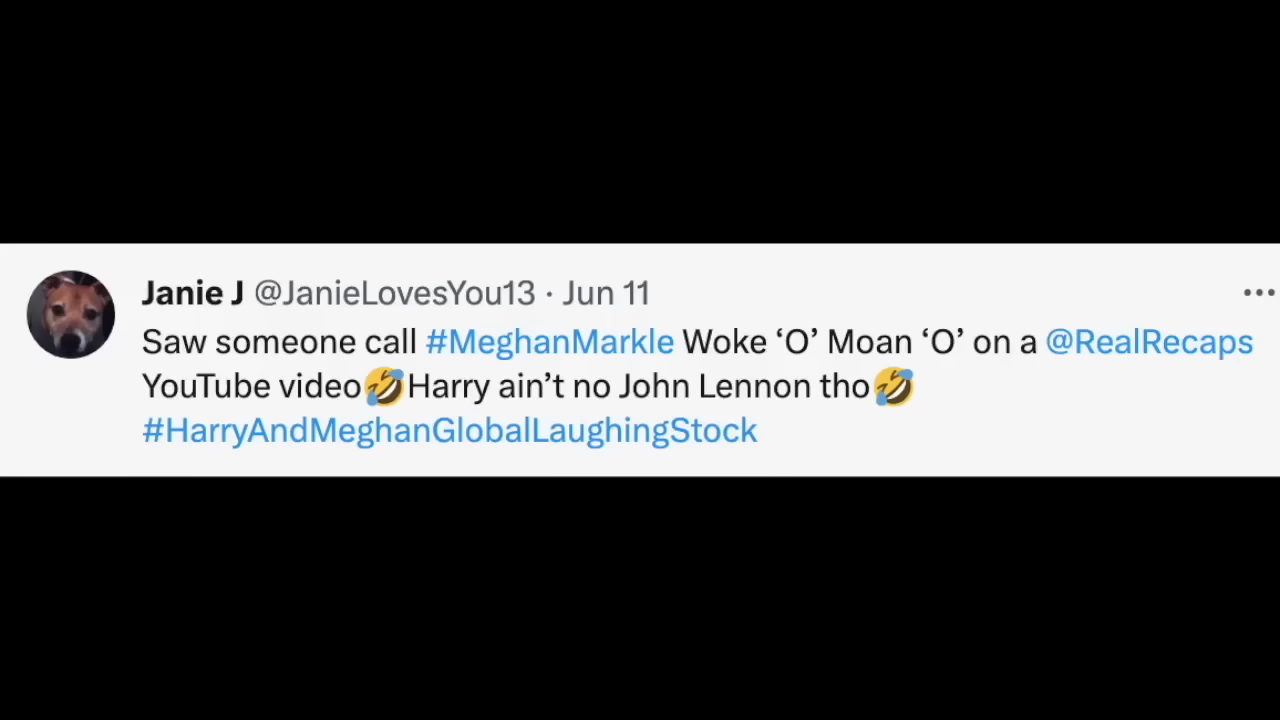 Janie J @JanieLovesYou13 · Jun 11
Saw someone call #MeghanMarkle Woke ‘O’ Moan ‘O’ on a @RealRecaps
YouTube video🤣Harry ain’t no John Lennon tho🤣
#HarryAndMeghanGlobalLaughingStock